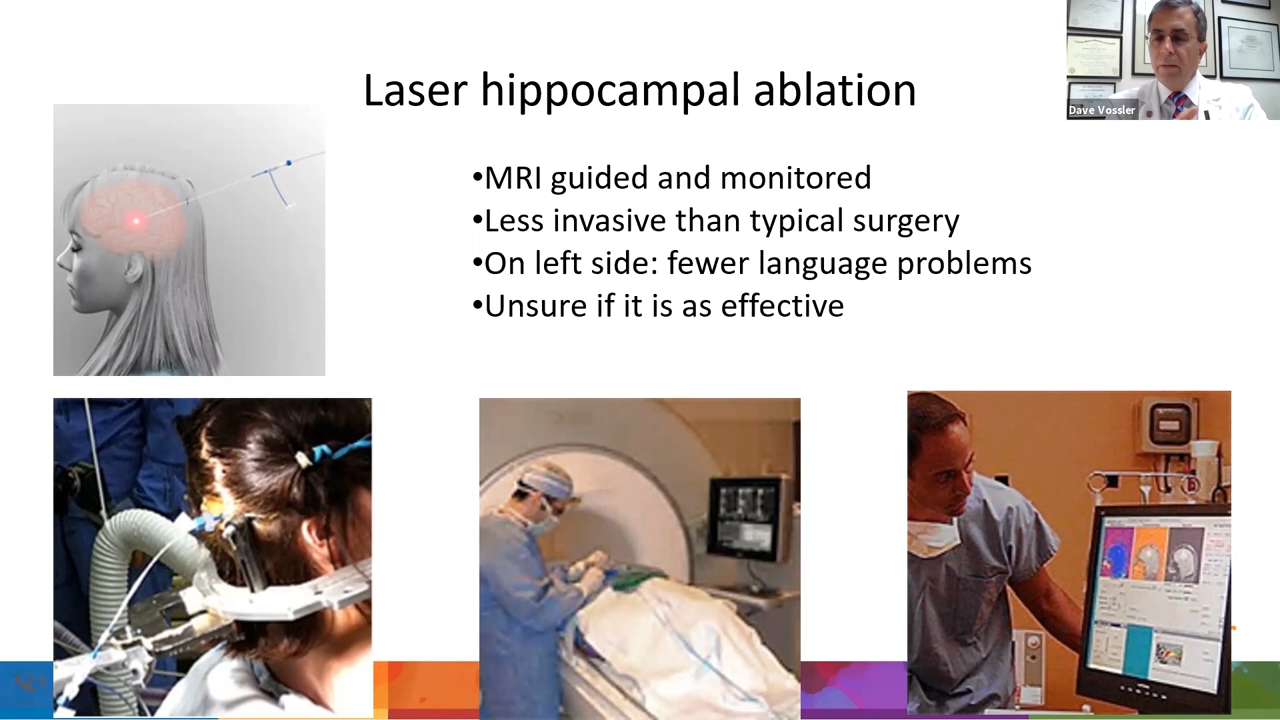 Laser hippocampal ablation
Dave Vossler
•MRI guided and monitored
•Less invasive than typical surgery
•On left side: fewer language problems
•Unsure if it is as effective